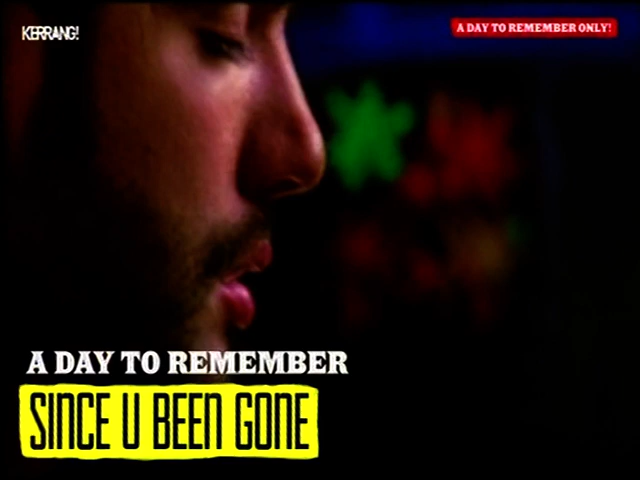 KERRANG!
A DAY TO REMEMBER ONLY!
A DAY TO REMEMBER
SINCE U BEEN GONE